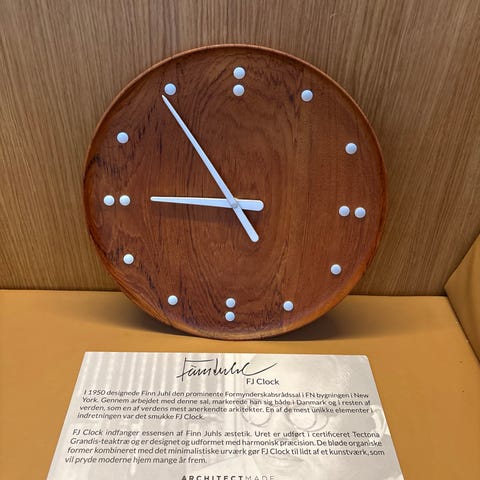 Finn Juhl
FJ Clock
I 1950 designede Finn Juhl den prominente Formynderskabsrådssal i FN bygningen i New
York. Gennem arbejdet med denne sal, markerede han sig både i Danmark og i resten af
verden, som en af verdens mest anerkendte arkitekter. En af de mest unikke elementer i
indretningen var det smukke FJ Clock.
FJ Clock indfanger essensen af Finn Juhls æstetik. Uret er udført i certificeret Tectona
Grandis-teaktræ og er designet og udformet med harmonisk præcision. De bløde organiske
former kombineret med det minimalistiske urværk gør FJ Clock til lidt af et kunstværk, som
vil pryde moderne hjem mange år frem.
ARCHITECTMADE